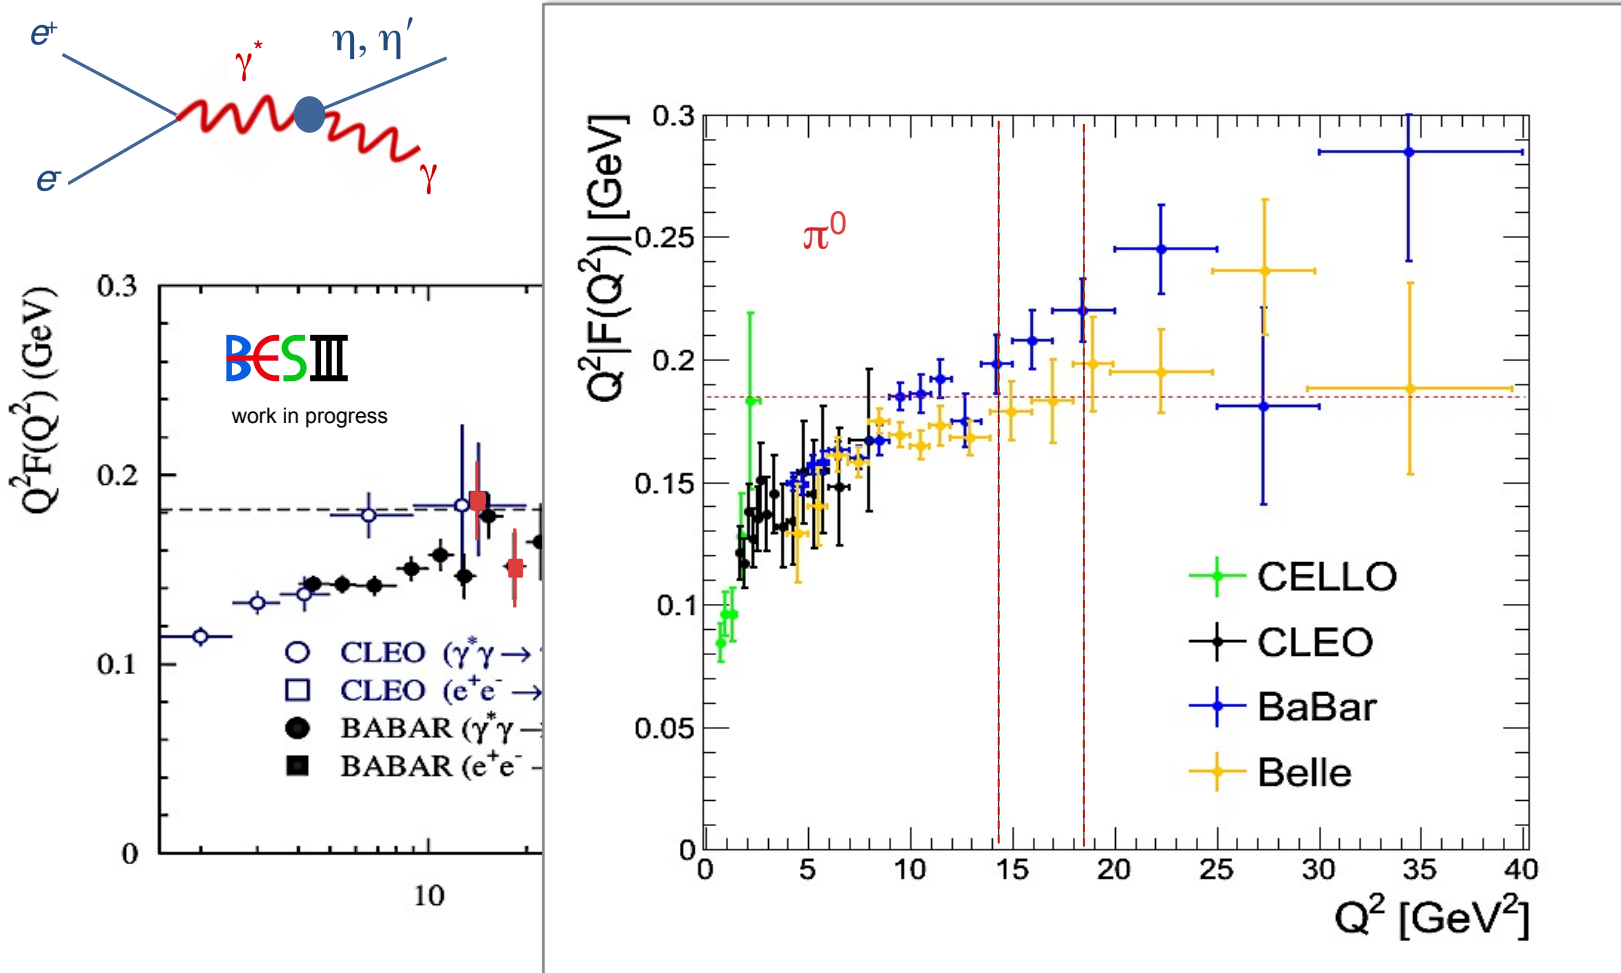 e⁺
γ*
η, η′
e⁻
γ
Q²F(Q²) (GeV)
0.3
0.2
0.1
0
10
BESIII
work in progress
CLEO (γ*γ →
CLEO (e⁺e⁻ →
BABAR (γ*γ –
BABAR (e⁺e⁻ –
Q²|F(Q²)| [GeV]
0.3
0.25
0.2
0.15
0.1
0.05
0
π⁰
CELLO
CLEO
BaBar
Belle
0 5 10 15 20 25 30 35 40
Q² [GeV²]